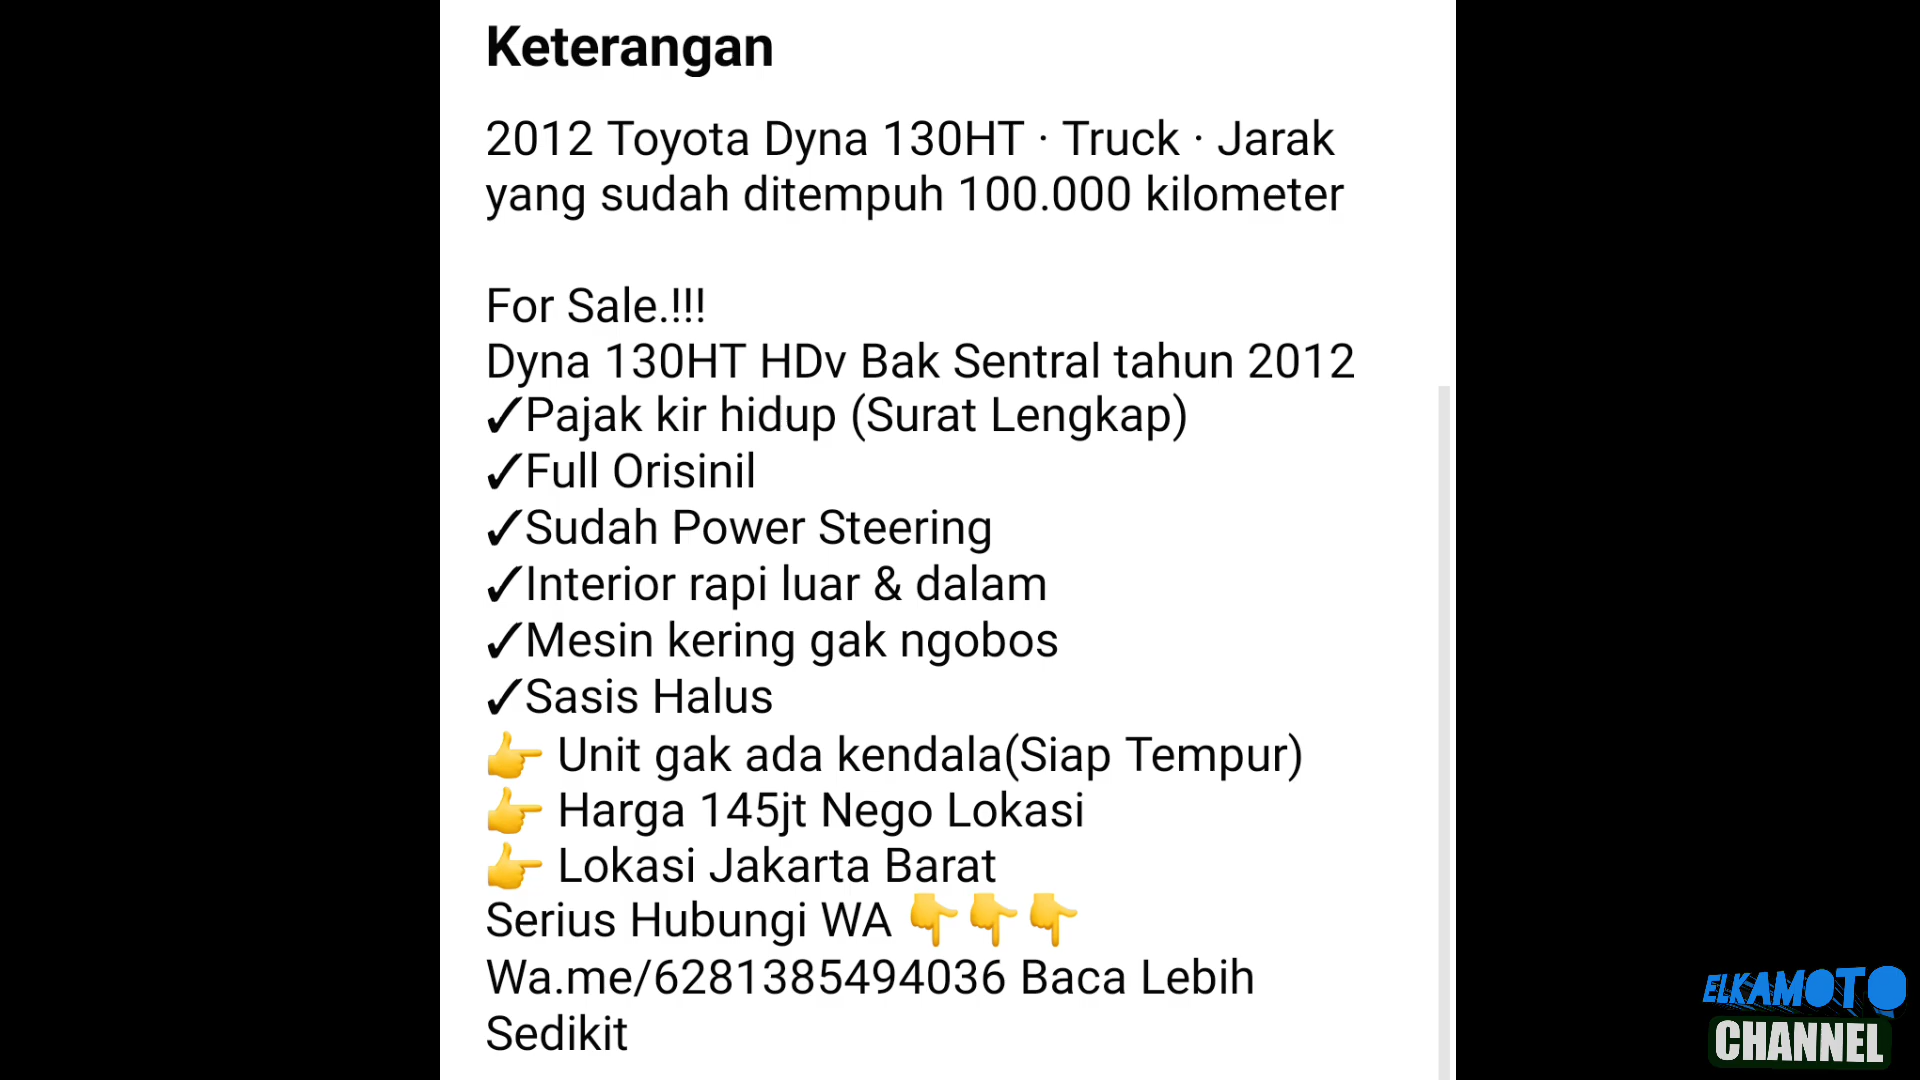 Keterangan
2012 Toyota Dyna 130HT · Truck · Jarak
yang sudah ditempuh 100.000 kilometer
For Sale.!!!
Dyna 130HT HDv Bak Sentral tahun 2012
✓Pajak kir hidup (Surat Lengkap)
✓Full Orisinil
✓Sudah Power Steering
✓Interior rapi luar & dalam
✓Mesin kering gak ngobos
✓Sasis Halus
👉 Unit gak ada kendala(Siap Tempur)
👉 Harga 145jt Nego Lokasi
👉 Lokasi Jakarta Barat
Serius Hubungi WA 👇👇👇
Wa.me/6281385494036 Baca Lebih
Sedikit
ELKAMOTO
CHANNEL